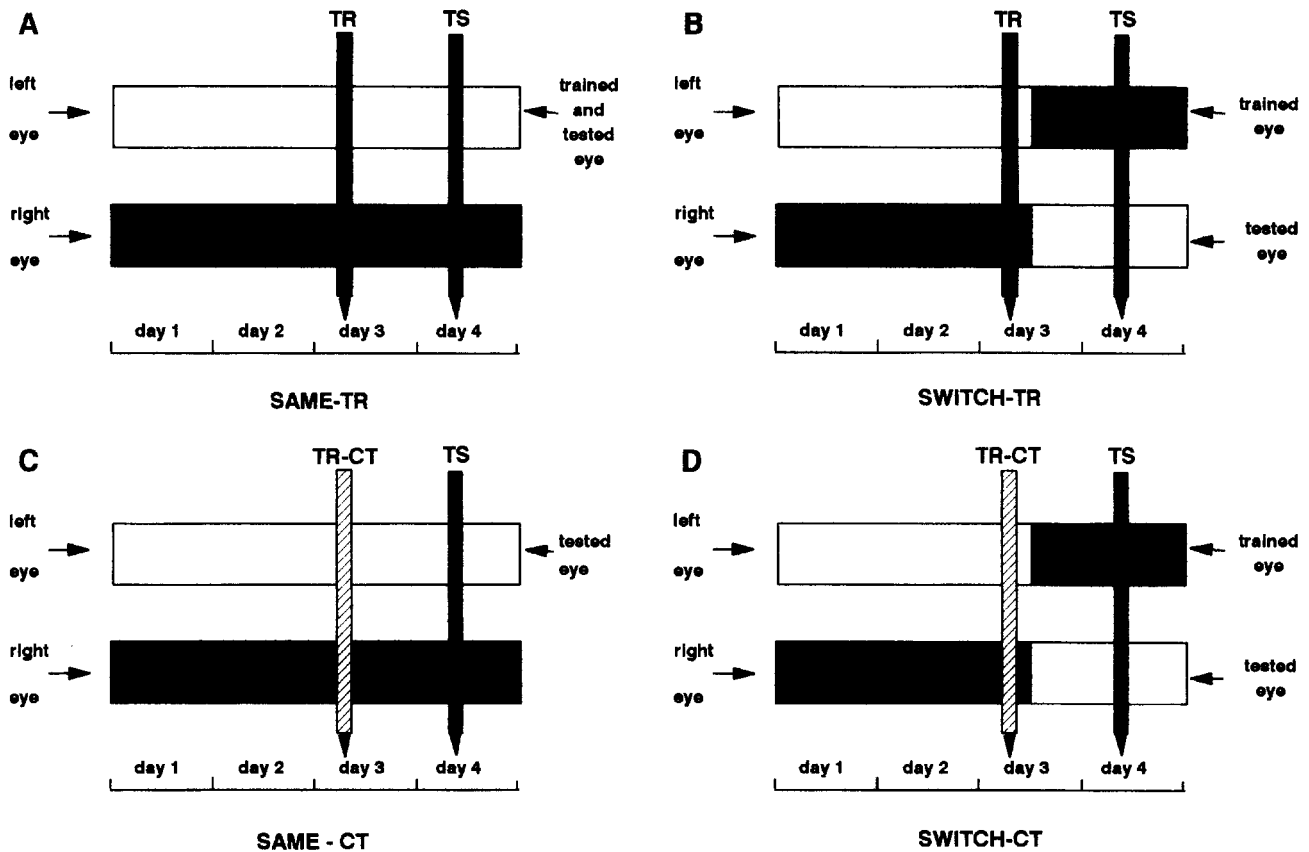 A
TR TS
left
eye
trained
and
tested
eye
right
eye
day 1 day 2 day 3 day 4
SAME-TR
B
TR TS
left
eye
trained
eye
right
eye
tested
eye
day 1 day 2 day 3 day 4
SWITCH-TR
C
TR-CT TS
left
eye
tested
eye
right
eye
day 1 day 2 day 3 day 4
SAME - CT
D
TR-CT TS
left
eye
trained
eye
right
eye
tested
eye
day 1 day 2 day 3 day 4
SWITCH-CT